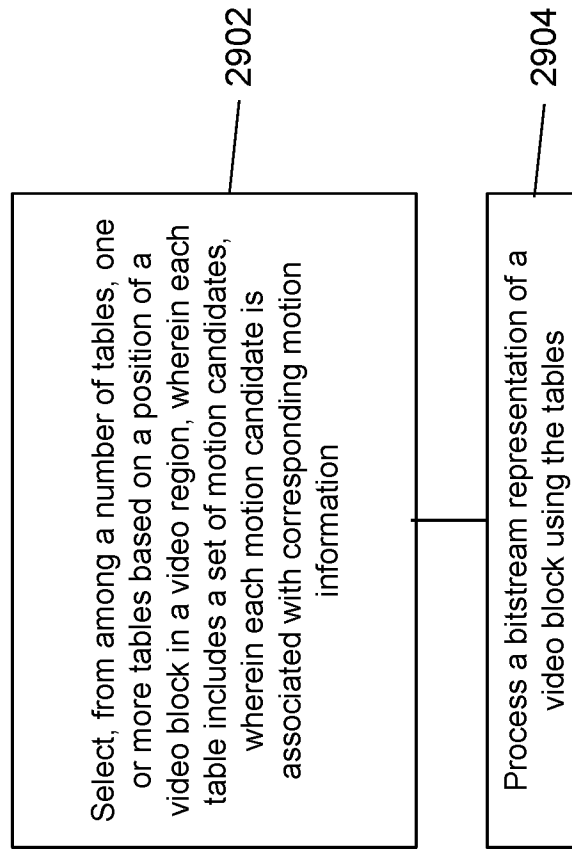 Select, from among a number of tables, one
or more tables based on a position of a
video block in a video region, wherein each
table includes a set of motion candidates,
wherein each motion candidate is
associated with corresponding motion
information
2902
Process a bitstream representation of a
video block using the tables
2904